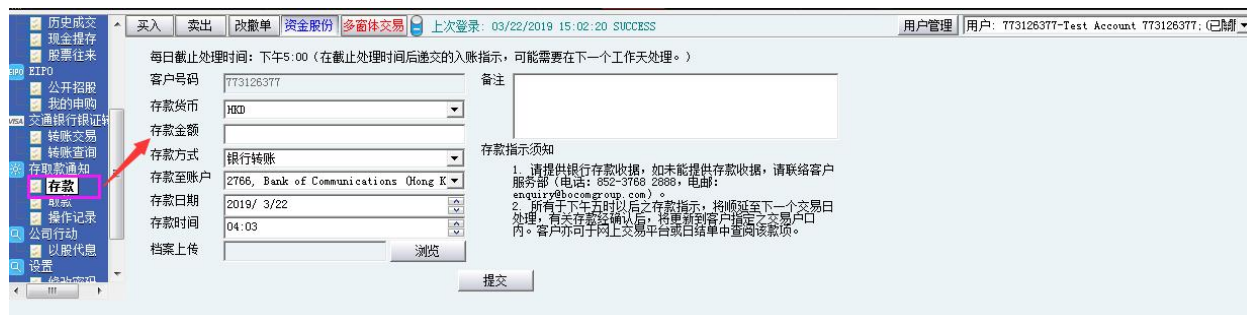 历史成交
现金提存
股票往来
EIPO EIPO
公开招股
我的申购
VISA 交通银行银证转
转账交易
转账查询
存取款通知
存款
取款
操作记录
公司行动
以股代息
设置
修改密码
买入 卖出 改撤单 资金股份 多窗体交易 上次登录: 03/22/2019 15:02:20 SUCCESS 用户管理 用户: 773126377-Test Account 773126377; (已關
每日截止处理时间: 下午5:00 (在截止处理时间后递交的入账指示，可能需要在下一个工作天处理。)
客户号码 773126377
存款货币 HKD
存款金额
存款方式 银行转账
存款至账户 2766, Bank of Communications (Hong K
存款日期 2019/ 3/22
存款时间 04:03
档案上传 浏览
备注
存款指示须知
1. 请提供银行存款收据，如未能提供存款收据，请联络客户
服务部 (电话: 852-3768 2888，电邮:
enquiry@bocomgroup.com) 。
2. 所有于下午五时以后之存款指示，将顺延至下一个交易日
处理，有关存款经确认后，将更新到客户指定之交易户口
内。客户亦可于网上交易平台或日结单中查阅该款项。
提交